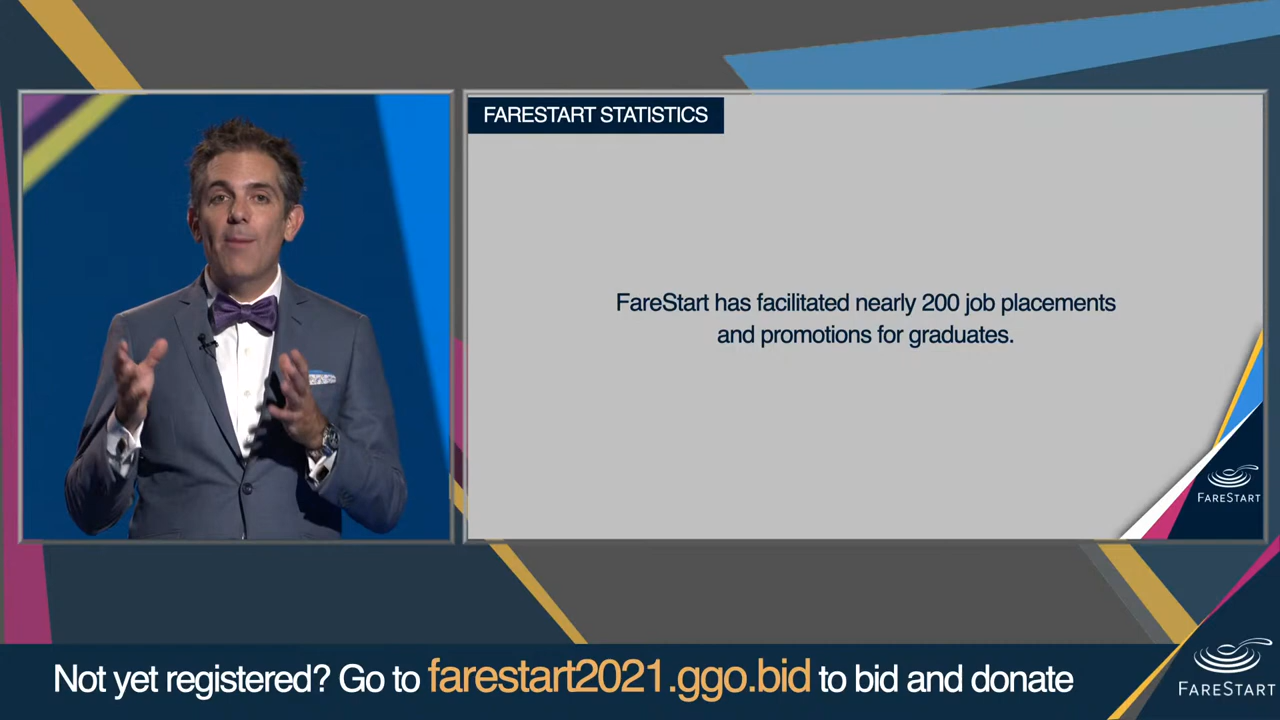 FARESTART STATISTICS
FareStart has facilitated nearly 200 job placements
and promotions for graduates.
FARESTART
Not yet registered? Go to farestart2021.ggo.bid to bid and donate
FARESTART